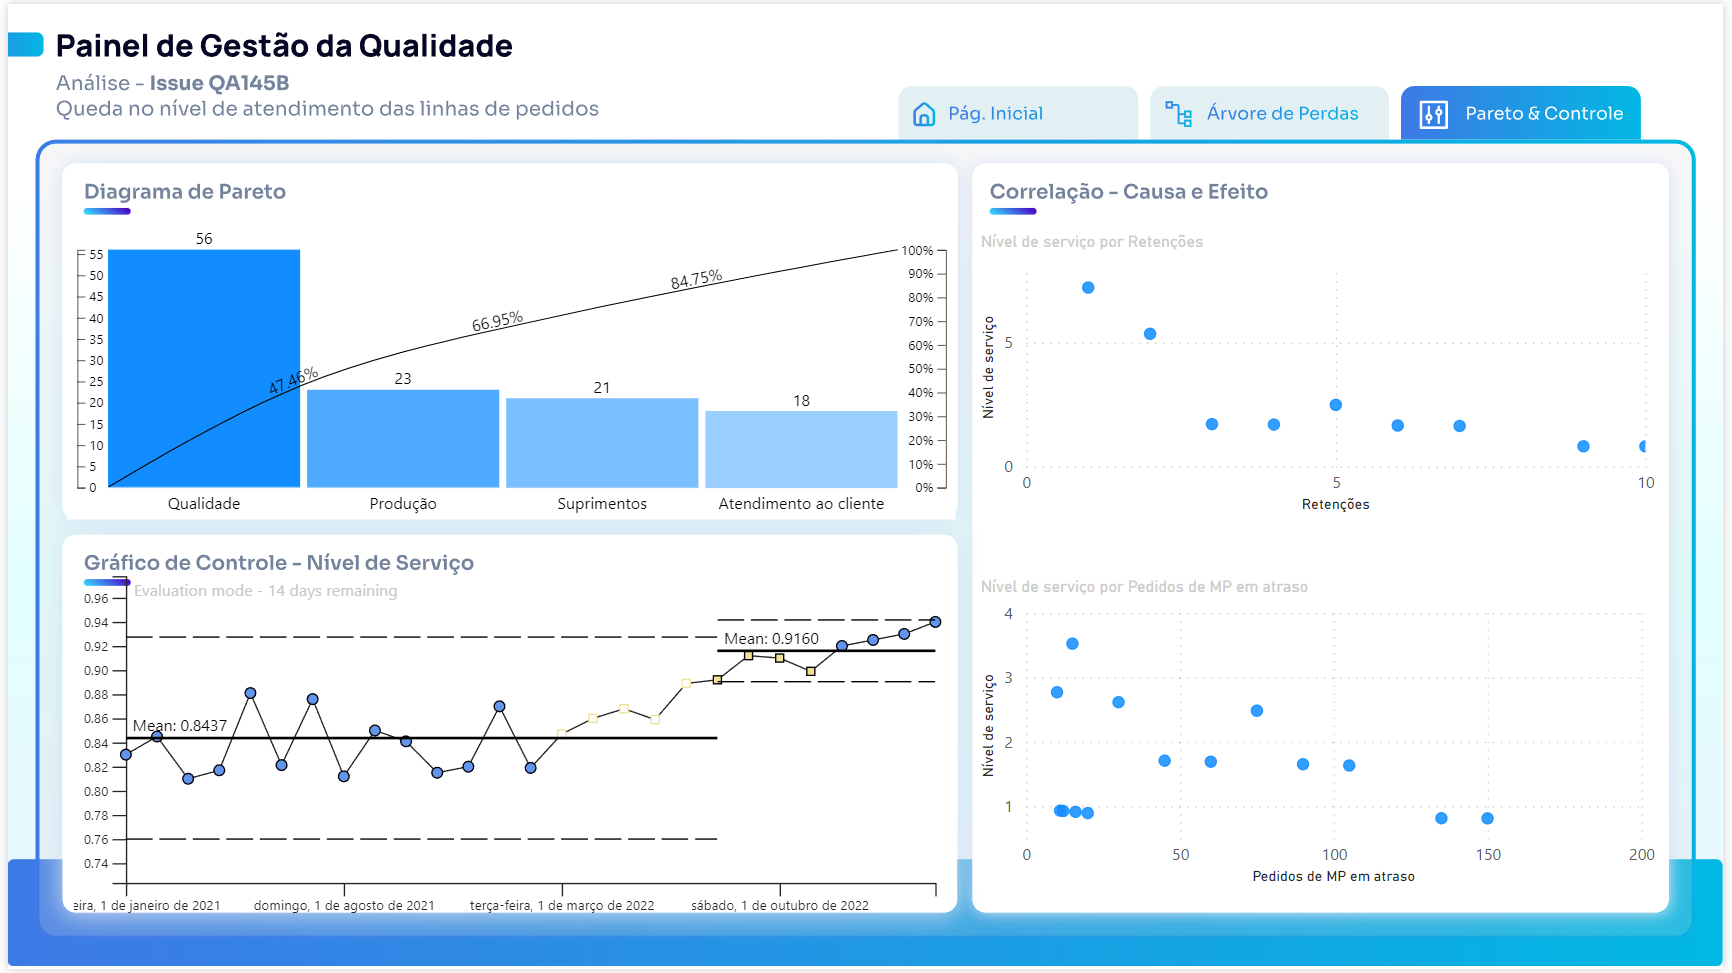 Painel de Gestão da Qualidade
Análise - Issue QA145B
Queda no nível de atendimento das linhas de pedidos
Pág. Inicial
Árvore de Perdas
Pareto & Controle
Diagrama de Pareto
56
23
21
18
47.46%
66.95%
84.75%
55
50
45
40
35
30
25
20
15
10
5
0
100%
90%
80%
70%
60%
50%
40%
30%
20%
10%
0%
Qualidade
Produção
Suprimentos
Atendimento ao cliente
Gráfico de Controle - Nível de Serviço
Evaluation mode - 14 days remaining
0.96
0.94
0.92
0.90
0.88
0.86
0.84
0.82
0.80
0.78
0.76
0.74
Mean: 0.8437
Mean: 0.9160
eira, 1 de janeiro de 2021
domingo, 1 de agosto de 2021
terça-feira, 1 de março de 2022
sábado, 1 de outubro de 2022
Correlação - Causa e Efeito
Nível de serviço por Retenções
Nível de serviço
5
0
0
5
10
Retenções
Nível de serviço por Pedidos de MP em atraso
Nível de serviço
4
3
2
1
0
50
100
150
200
Pedidos de MP em atraso